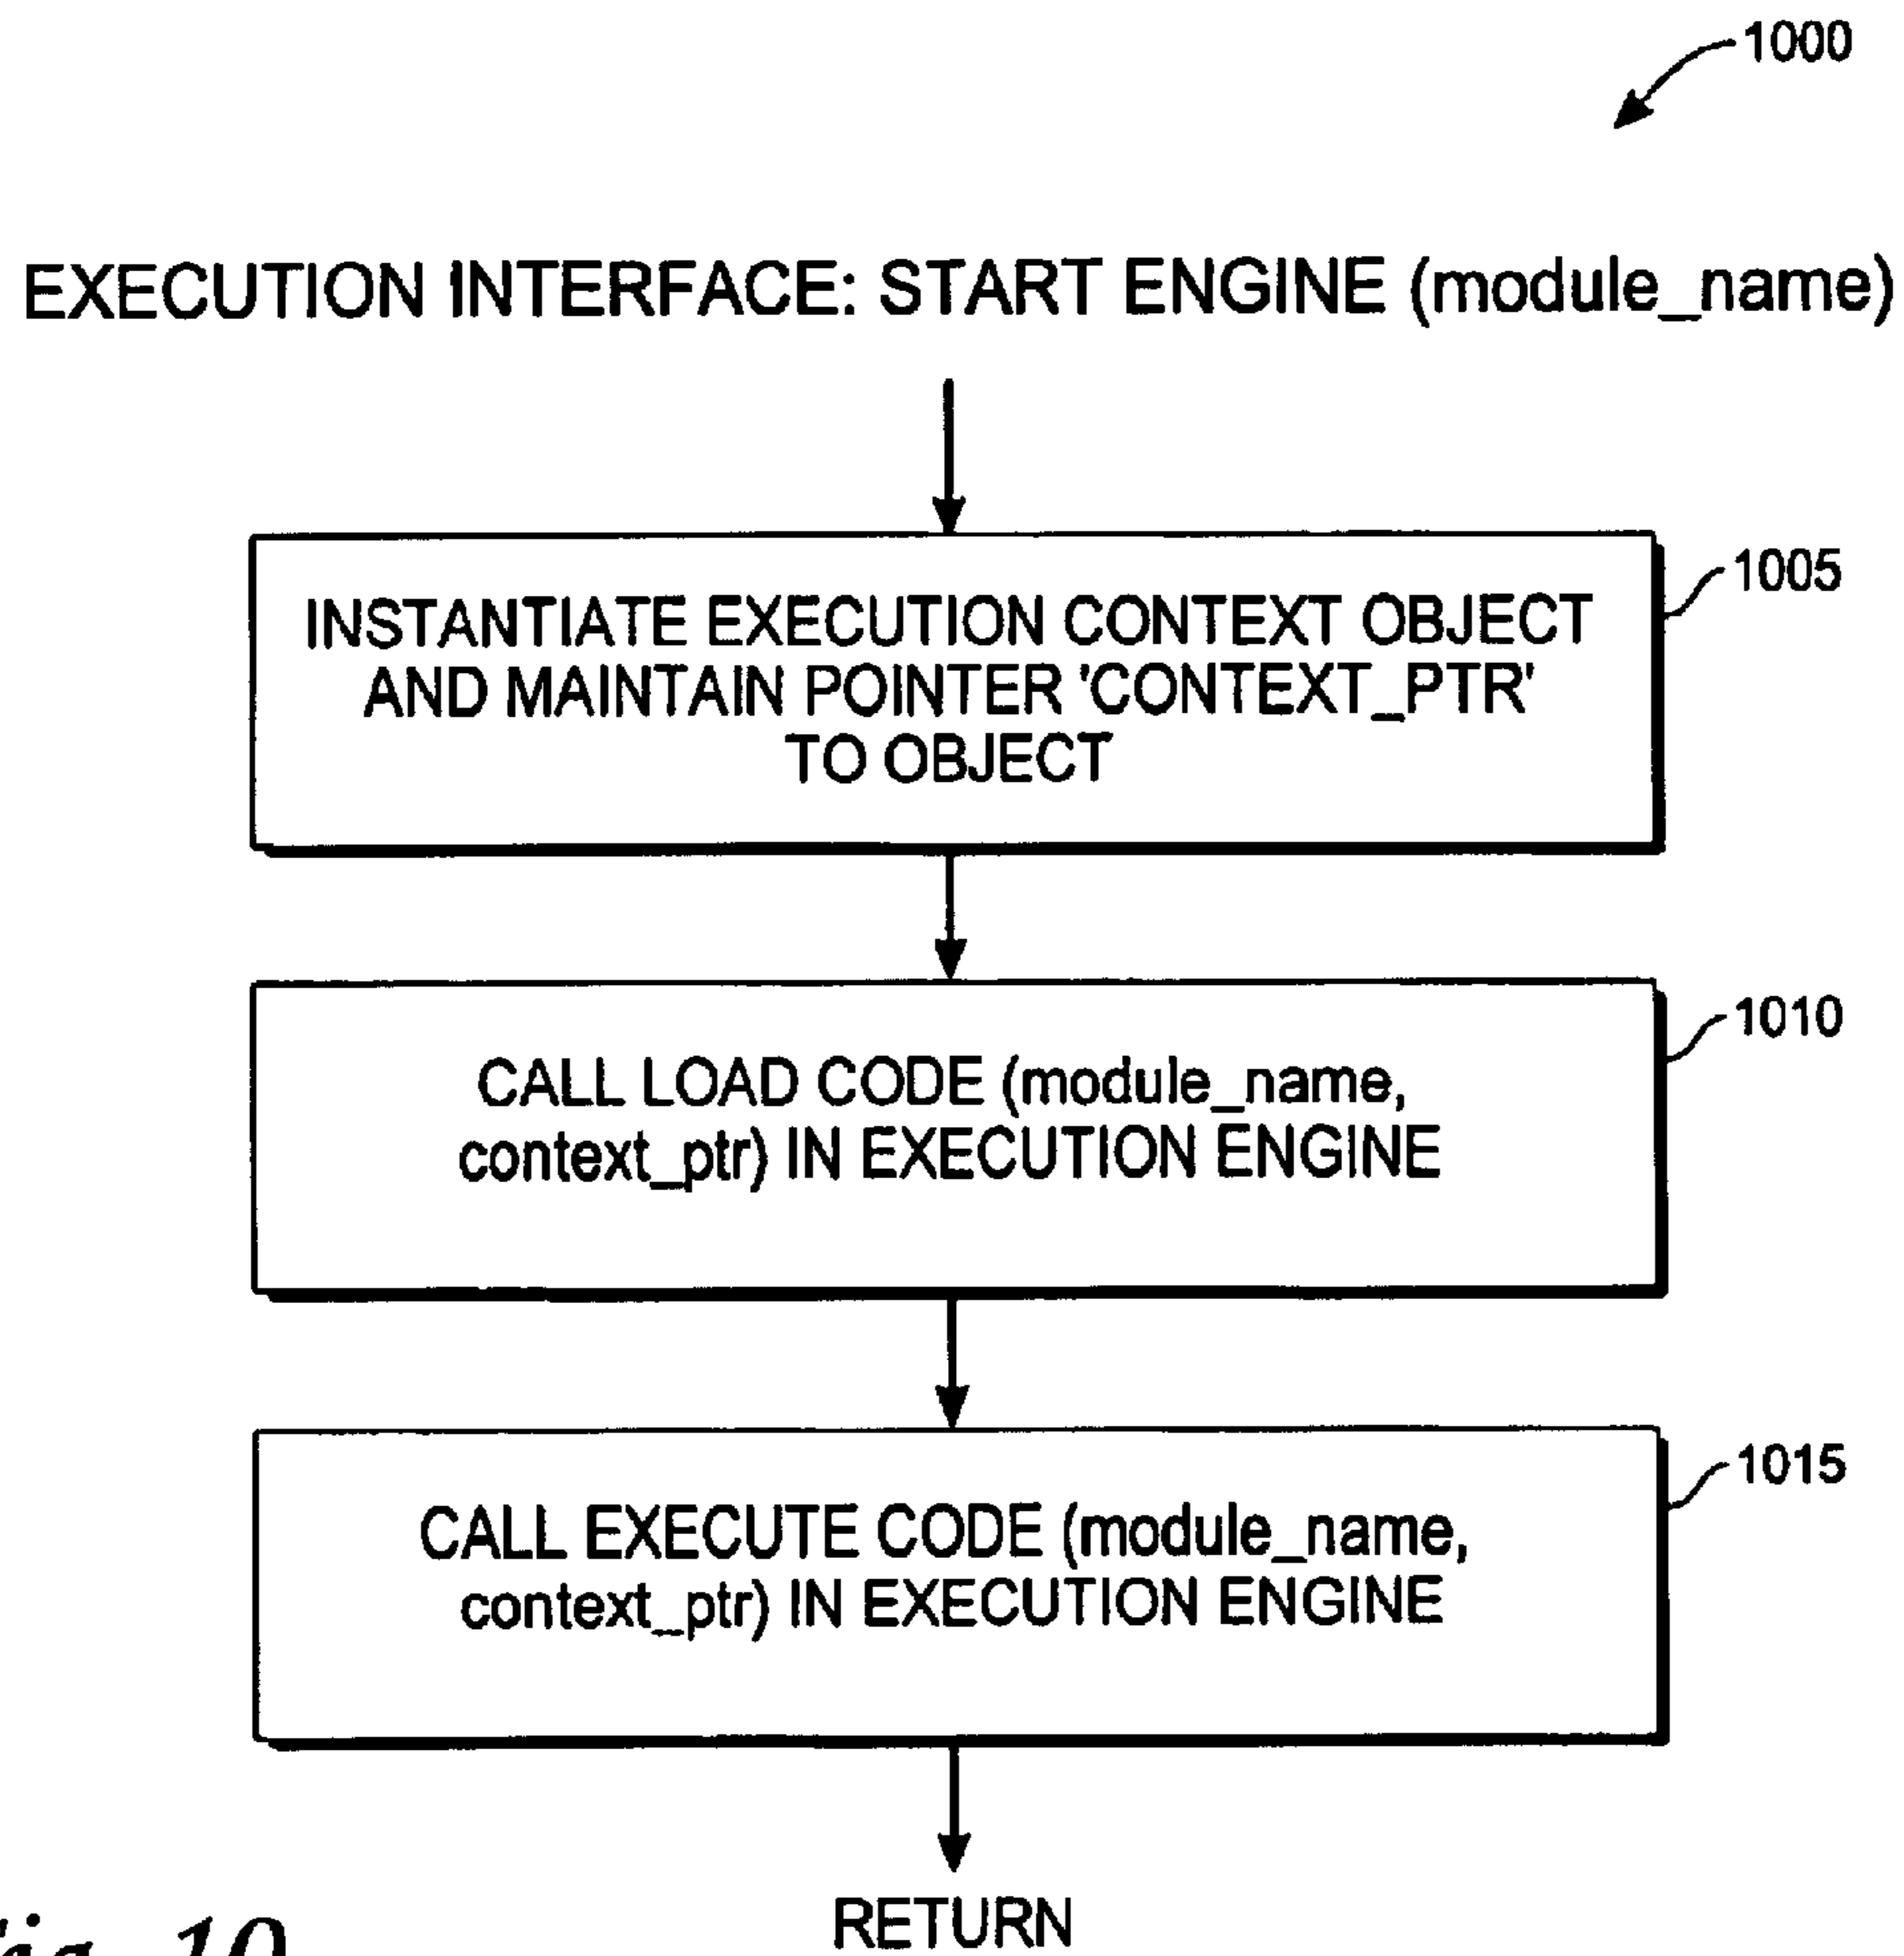 1000
EXECUTION INTERFACE: START ENGINE (module_name)
INSTANTIATE EXECUTION CONTEXT OBJECT
AND MAINTAIN POINTER 'CONTEXT_PTR'
TO OBJECT
1005
CALL LOAD CODE (module_name,
context_ptr) IN EXECUTION ENGINE
1010
CALL EXECUTE CODE (module_name,
context_ptr) IN EXECUTION ENGINE
1015
RETURN
10